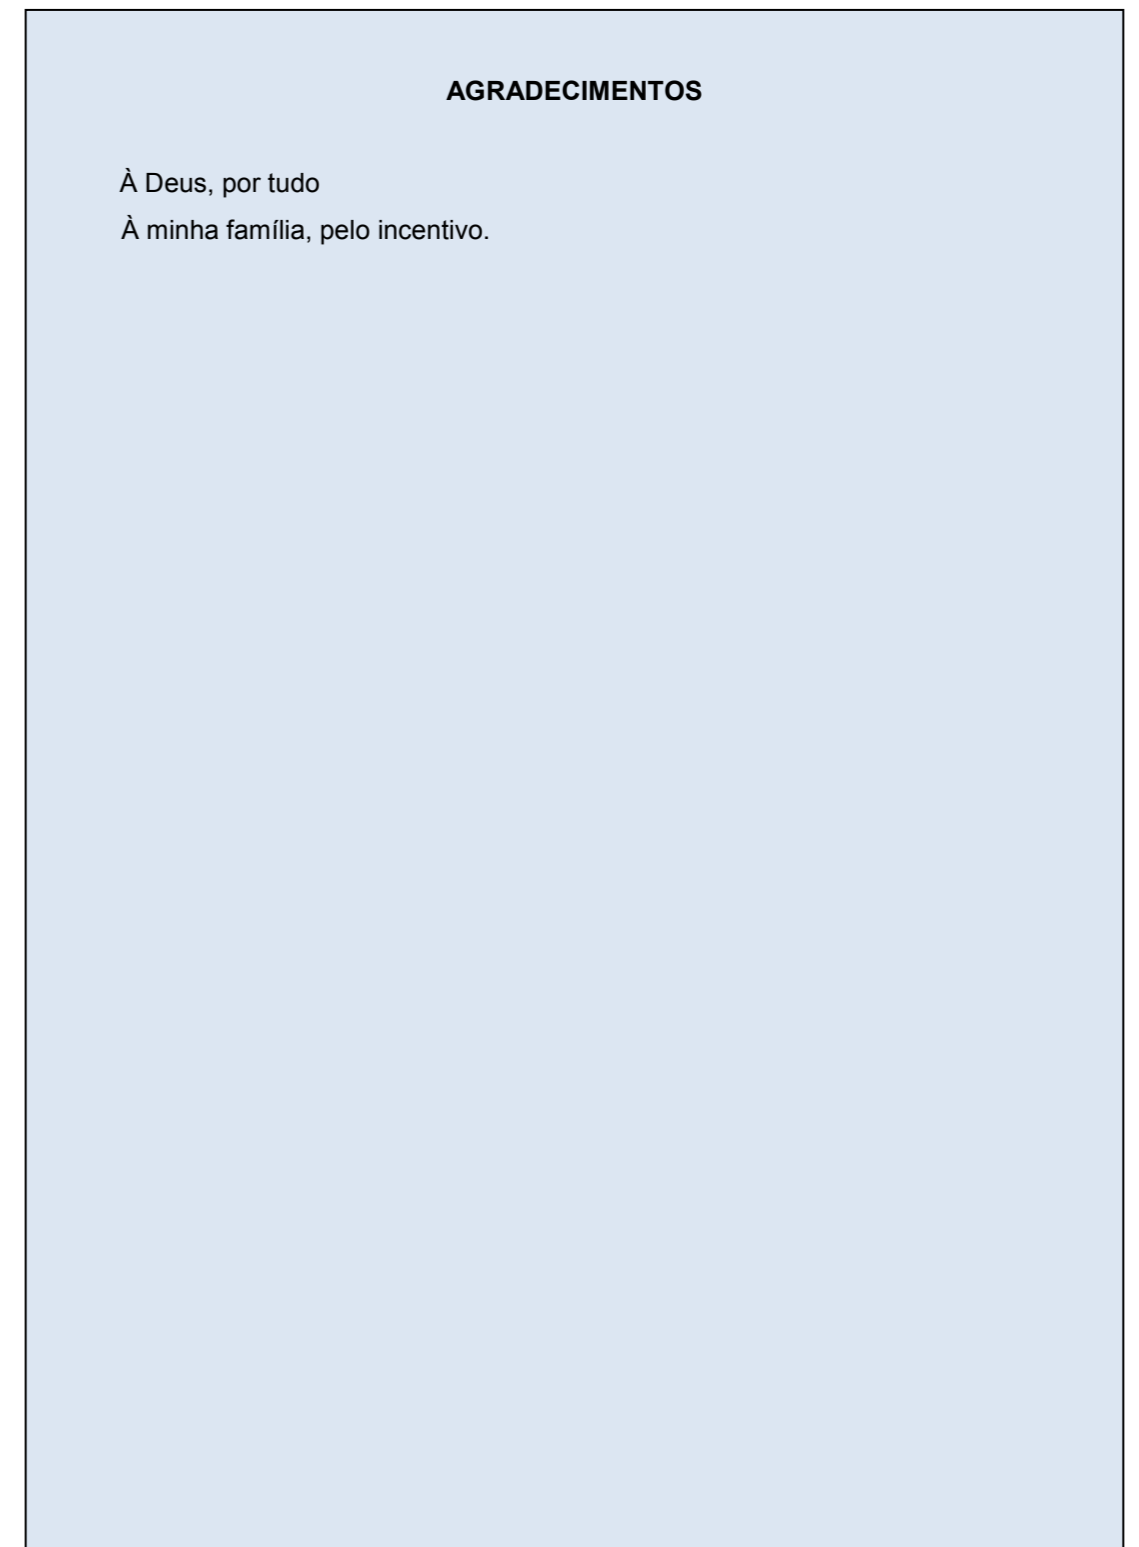 AGRADECIMENTOS
À Deus, por tudo
À minha família, pelo incentivo.